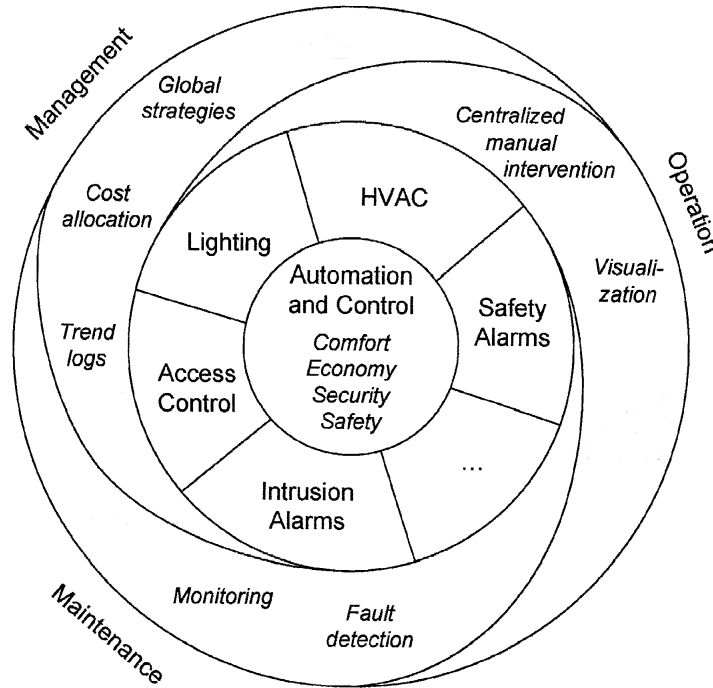 Management
Global
strategies
Cost
allocation
Trend
logs
Centralized
manual
intervention
Operation
Visuali-
zation
HVAC
Lighting
Safety
Alarms
Access
Control
Intrusion
Alarms
...
Automation
and Control
Comfort
Economy
Security
Safety
Monitoring
Fault
detection
Maintenance